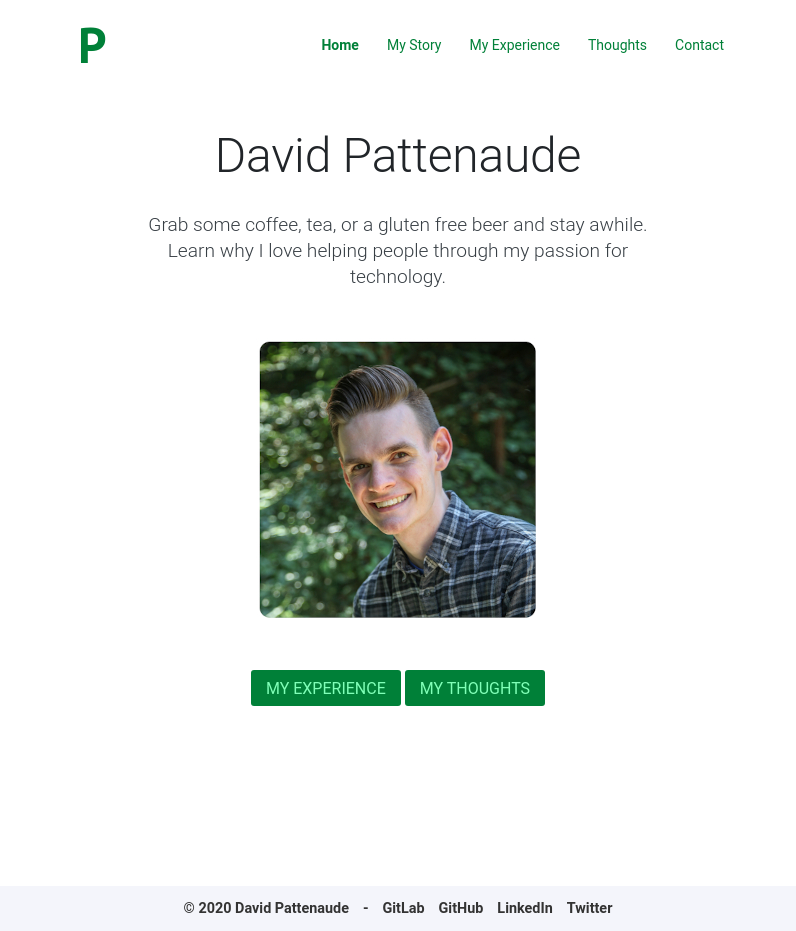 P
Home My Story My Experience Thoughts Contact
David Pattenaude
Grab some coffee, tea, or a gluten free beer and stay awhile.
Learn why I love helping people through my passion for
technology.
MY EXPERIENCE MY THOUGHTS
© 2020 David Pattenaude - GitLab GitHub LinkedIn Twitter